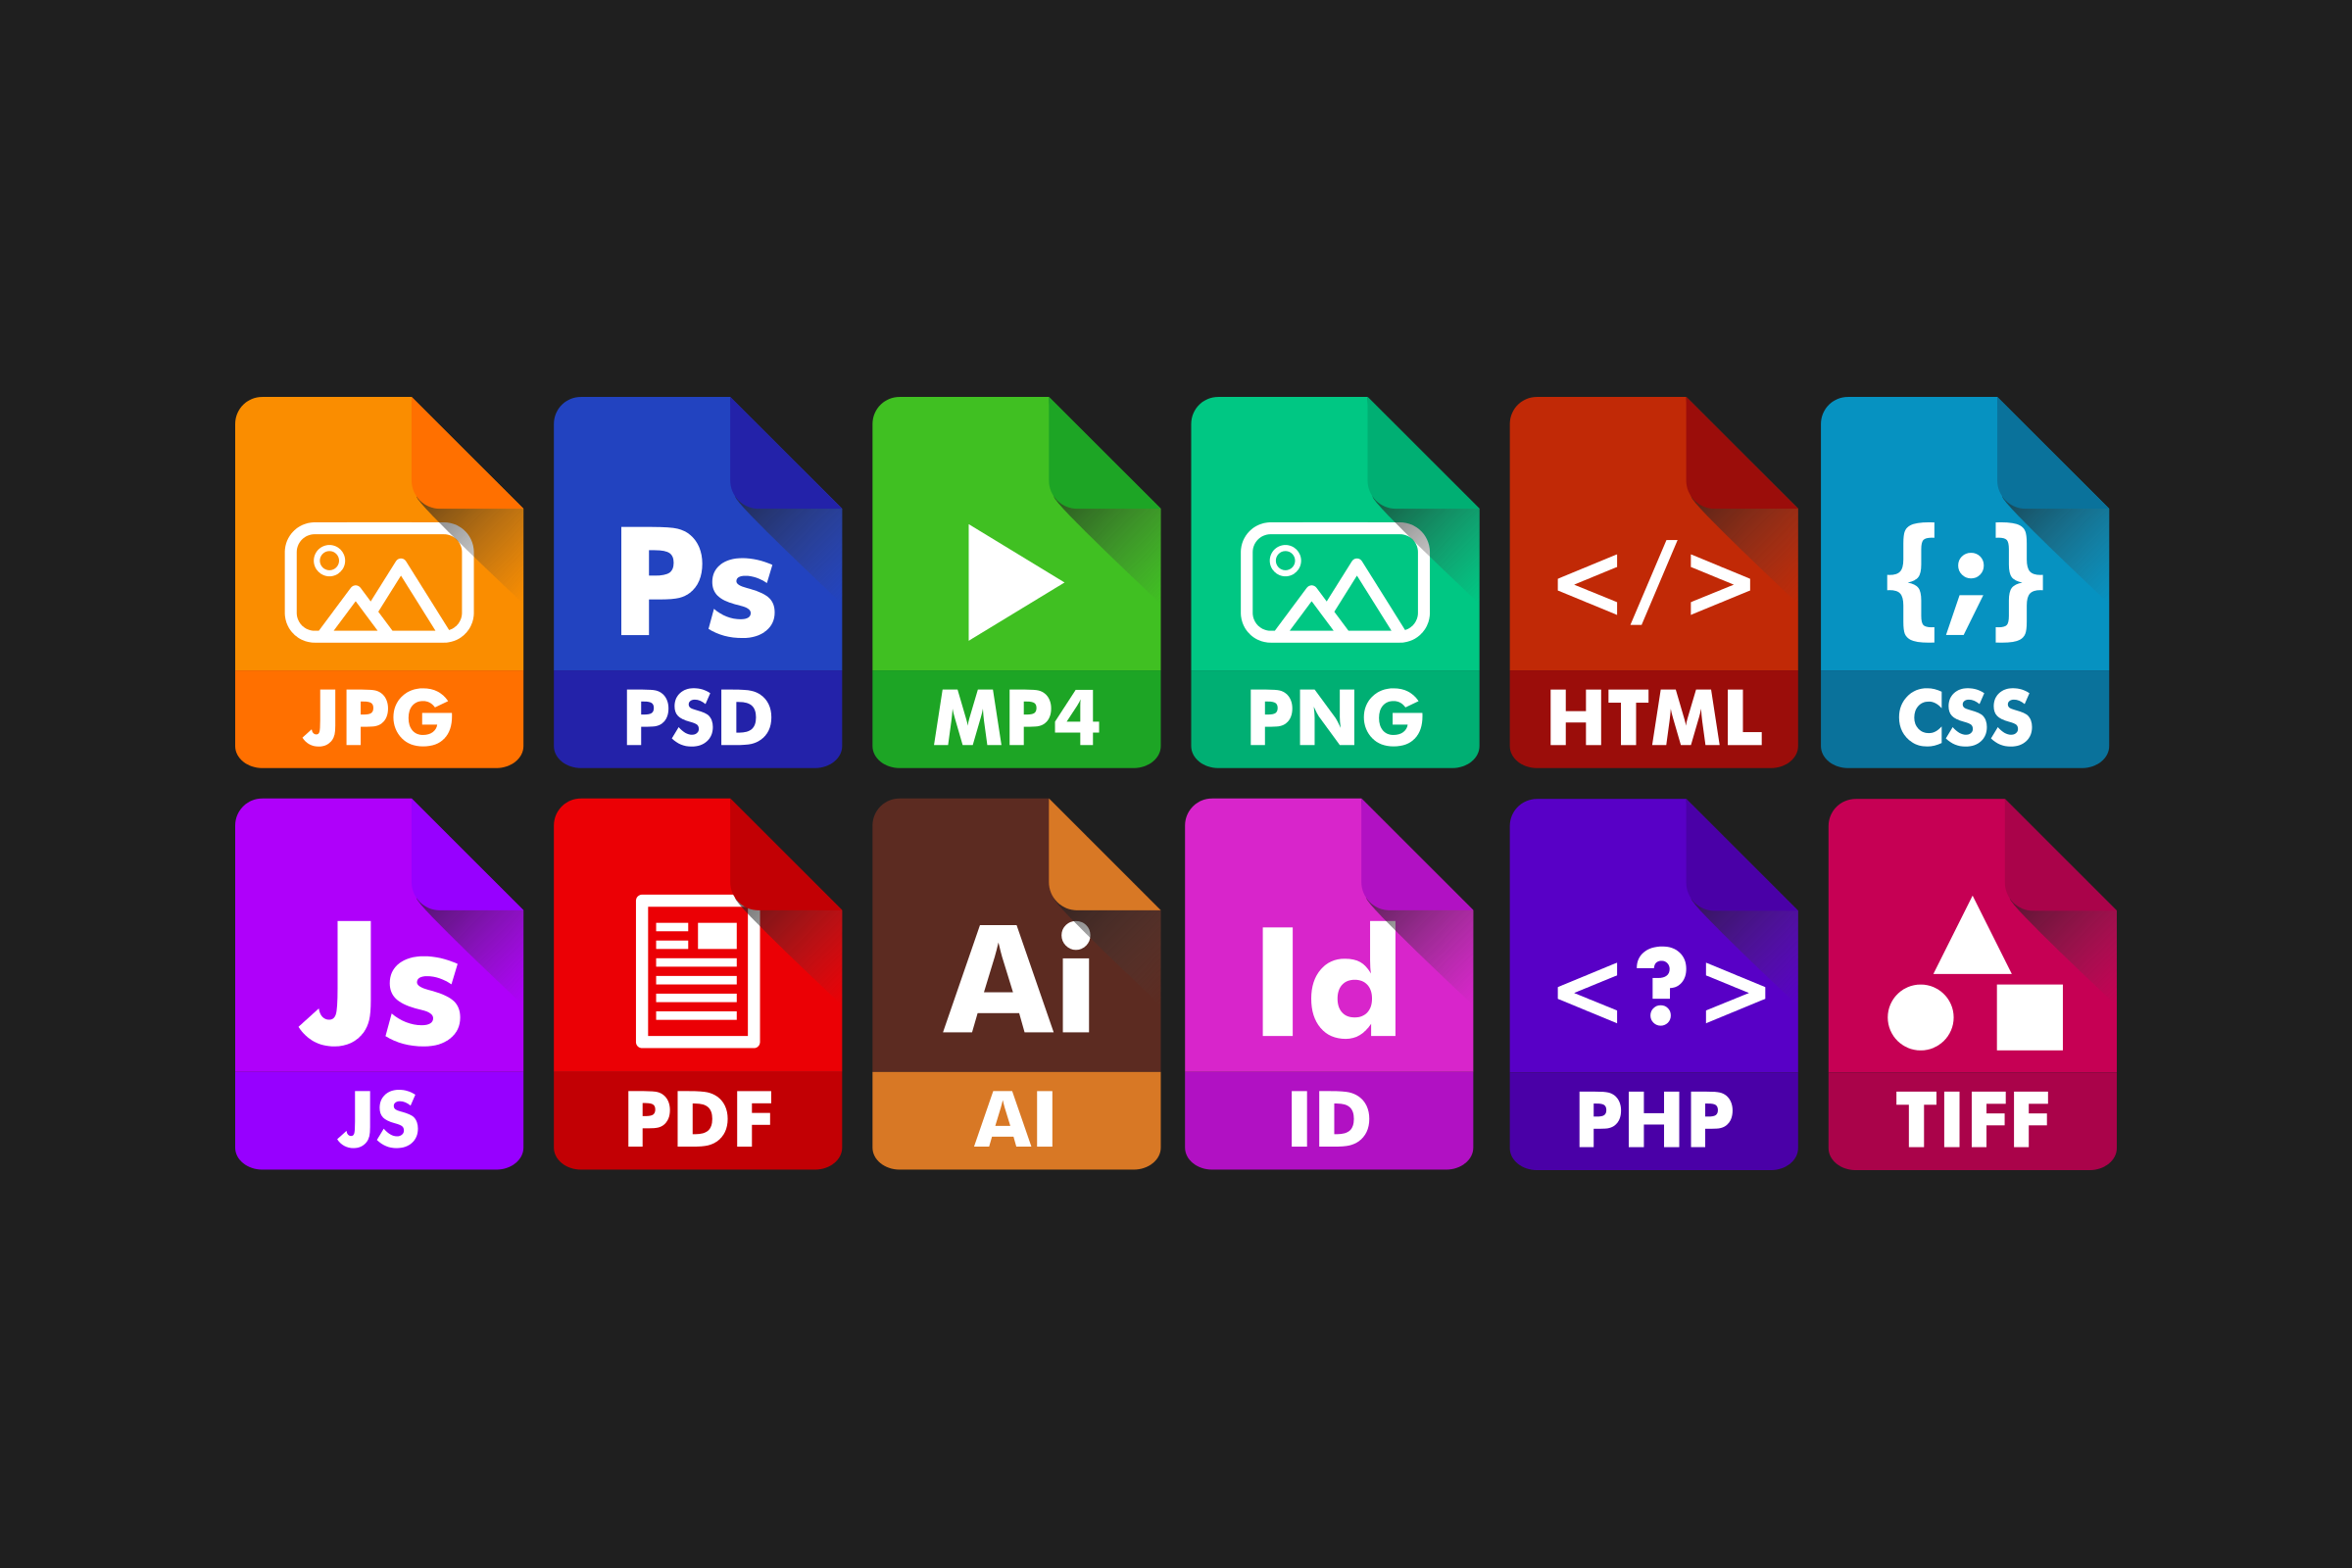 Ps
</>
{;}
JPG
PSD
MP4
PNG
HTML
CSS
Js
Ai
Id
<?>
JS
PDF
AI
ID
PHP
TIFF